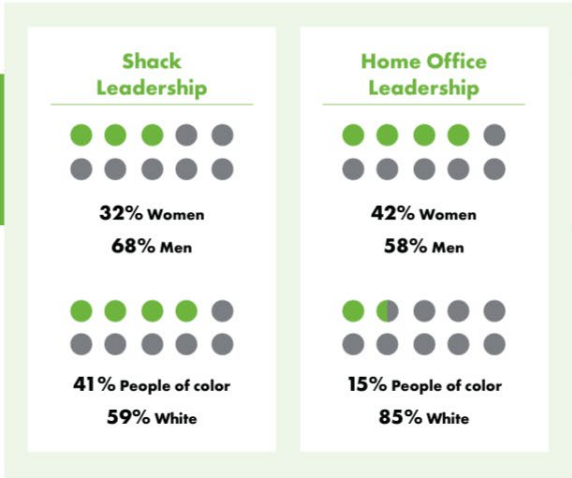 Shack
Leadership
32% Women
68% Men
41% People of color
59% White
Home Office
Leadership
42% Women
58% Men
15% People of color
85% White